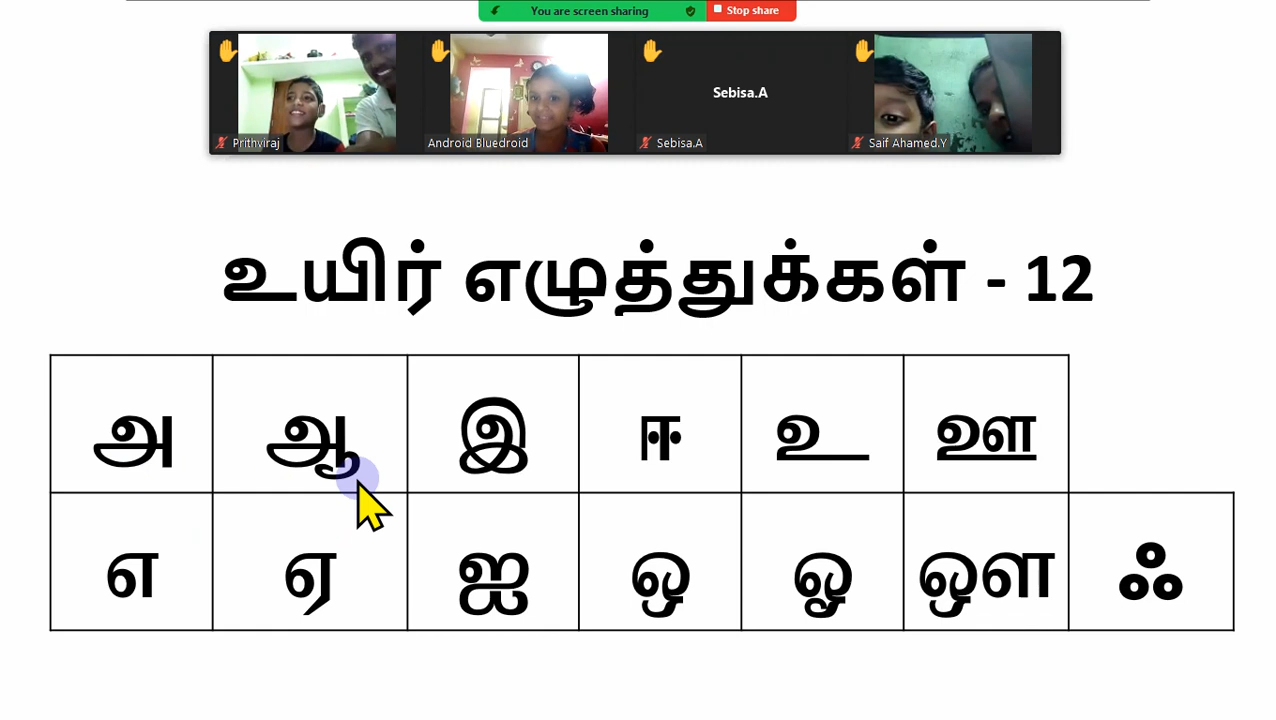 You are screen sharing Stop share
Sebisa.A
Prithviraj Android Bluedroid Sebisa.A Saif Ahamed.Y
உயிர் எழுத்துக்கள் - 12
அ ஆ இ ஈ உ ஊ
எ ஏ ஐ ஒ ஓ ஔ ஃ